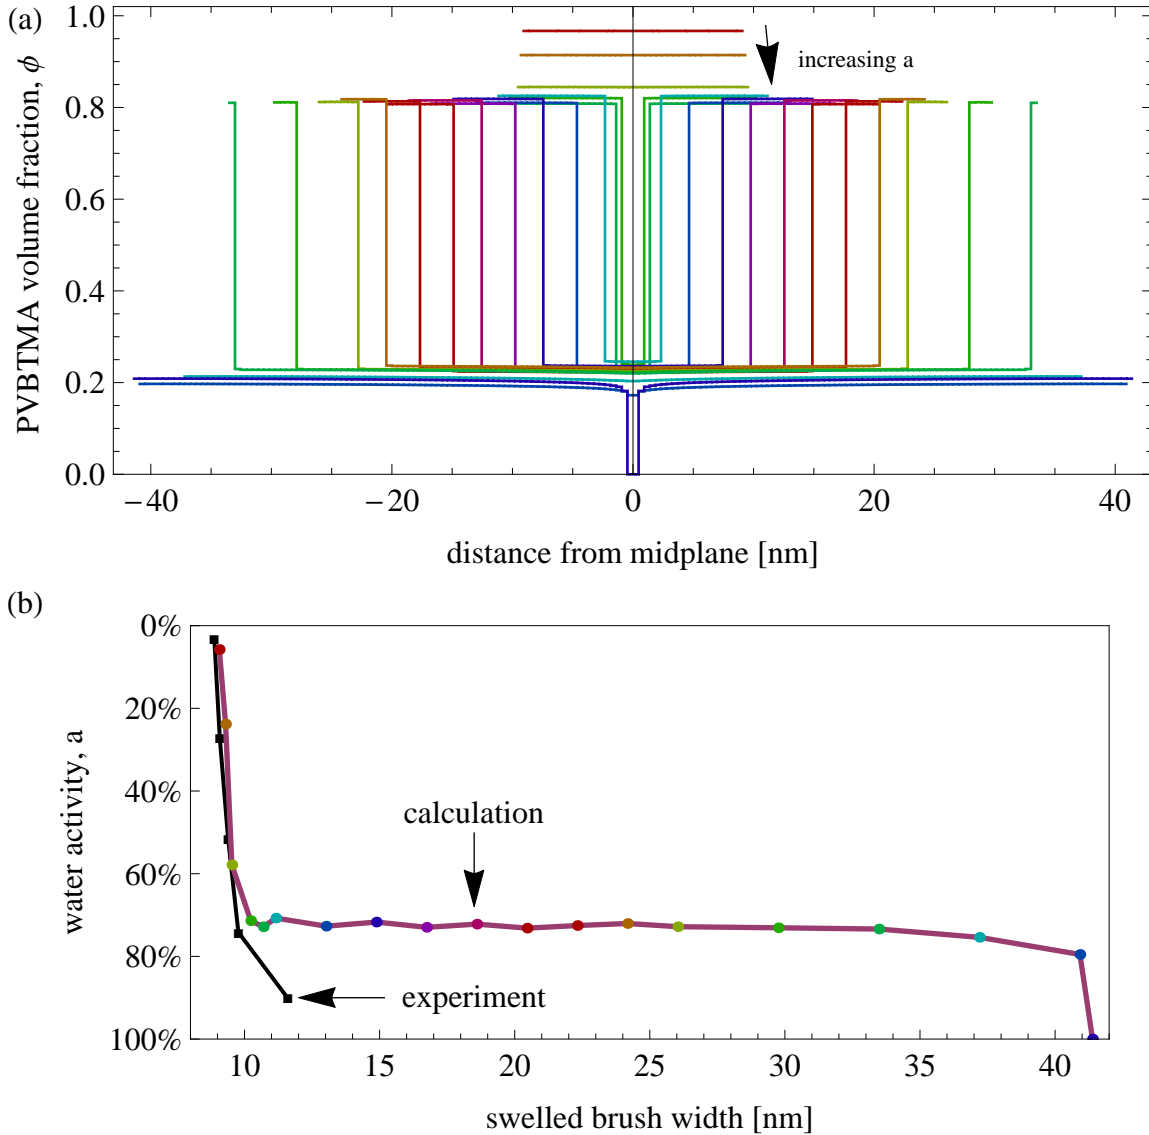 (a)
increasing a
PVBTMA volume fraction, ϕ
1.0
0.8
0.6
0.4
0.2
0.0
−40
−20
0
20
40
distance from midplane [nm]
(b)
water activity, a
0%
20%
40%
60%
80%
100%
calculation
experiment
10
15
20
25
30
35
40
swelled brush width [nm]